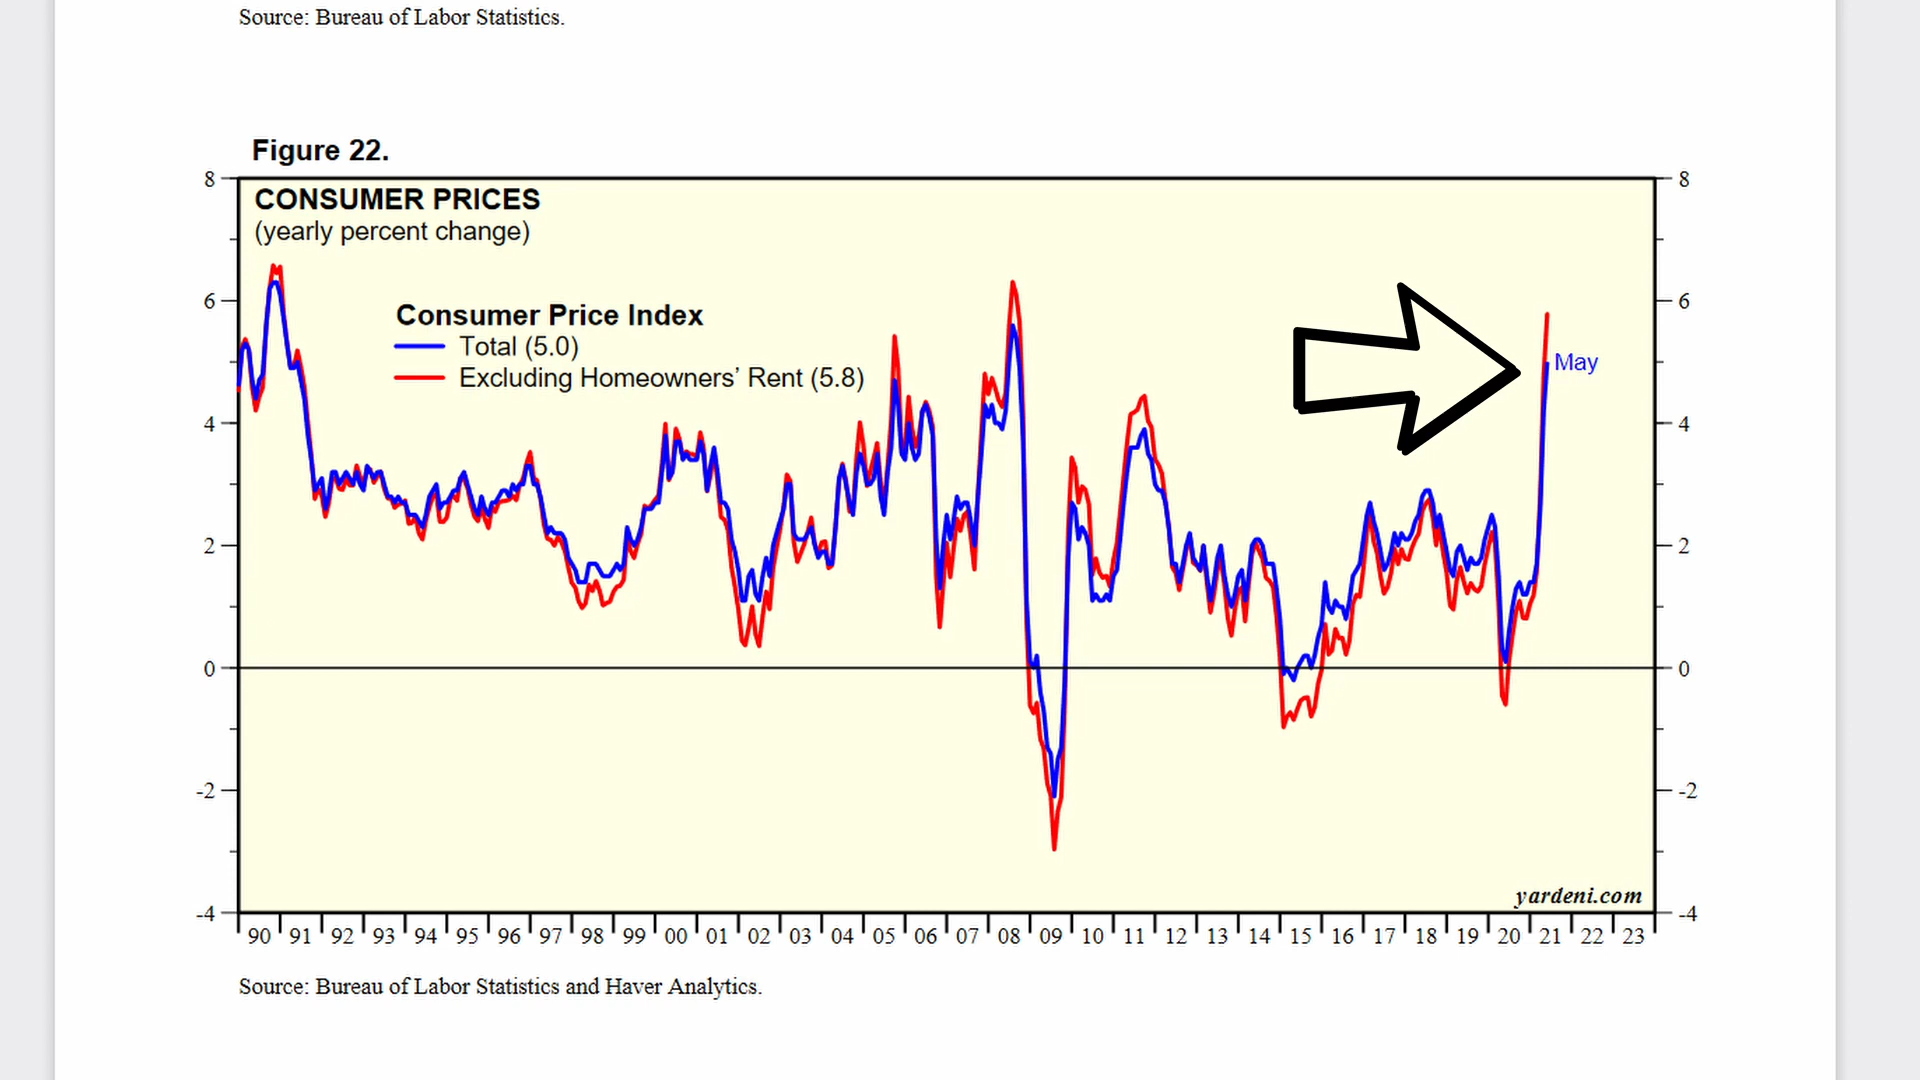 Source: Bureau of Labor Statistics.
Figure 22.
8
8
CONSUMER PRICES
(yearly percent change)
6
6
Consumer Price Index
Total (5.0)
Excluding Homeowners’ Rent (5.8)
May
4
4
2
2
0
0
-2
-2
yardeni.com
-4
-4
90 91 92 93 94 95 96 97 98 99 00 01 02 03 04 05 06 07 08 09 10 11 12 13 14 15 16 17 18 19 20 21 22 23
Source: Bureau of Labor Statistics and Haver Analytics.